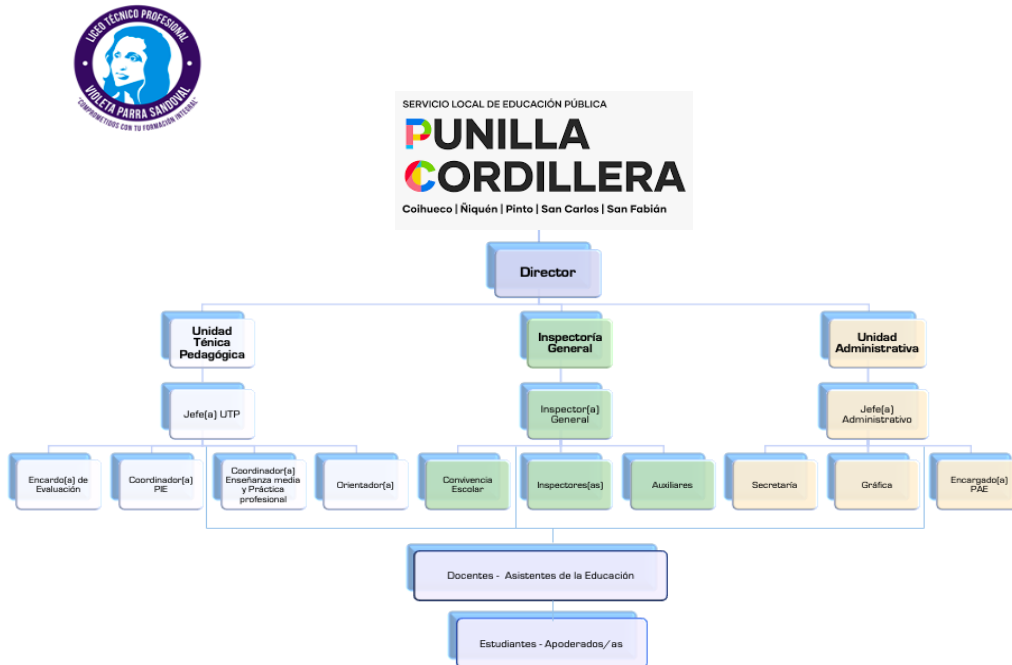 LICEO TÉCNICO PROFESIONAL
VIOLETA PARRA SANDOVAL
"COMPROMETIDOS CON TU FORMACIÓN INTEGRAL"
SERVICIO LOCAL DE EDUCACIÓN PÚBLICA
PUNILLA
CORDILLERA
Coihueco | Ñiquén | Pinto | San Carlos | San Fabián
Director
Unidad
Ténica
Pedagógica
Inspectoría
General
Unidad
Administrativa
Jefe(a) UTP
Inspector(a)
General
Jefe(a)
Administrativo
Encardo(a) de
Evaluación
Coordinador(a)
PIE
Coordinador(a)
Enseñanza media
y Práctica
profesional
Orientador(a)
Convivencia
Escolar
Inspectores(as)
Auxiliares
Secretaría
Gráfica
Encargado(a)
PAE
Docentes - Asistentes de la Educación
Estudiantes - Apoderados/as